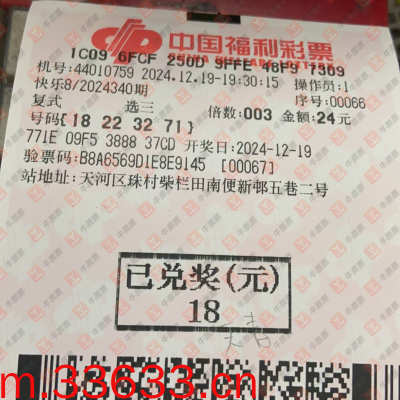 中国福利彩票
1C09 6FCF 250D 9FFE 48F9 7309
机号:44010759 2024.12.19-19:30:15 操作员:1
快乐8/2024340期 序号:00066
复式 选三 倍数:003 金额:24元
号码{18 22 32 71}
771E 09F5 3888 37CD 开奖日:2024-12-19
验票码:B8A6569D1E8E9145 [00067]
站地址:天河区珠村柴栏田南便新邨五巷二号
已兑奖(元)
18
大吉
m.33633.cn